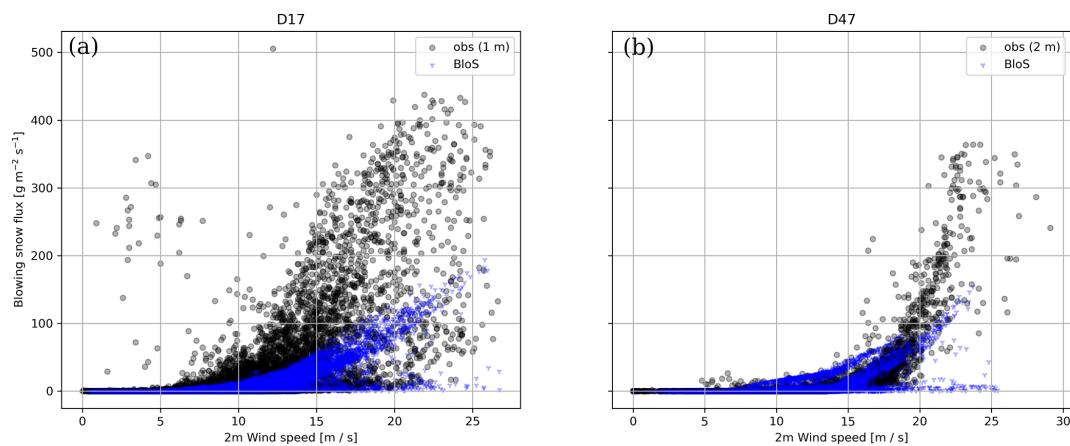 D17
D47
(a)
obs (1 m)
BloS
(b)
obs (2 m)
BloS
Blowing snow flux [g m⁻² s⁻¹]
500
400
300
200
100
0
0 5 10 15 20 25
2m Wind speed [m / s]
0 5 10 15 20 25 30
2m Wind speed [m / s]